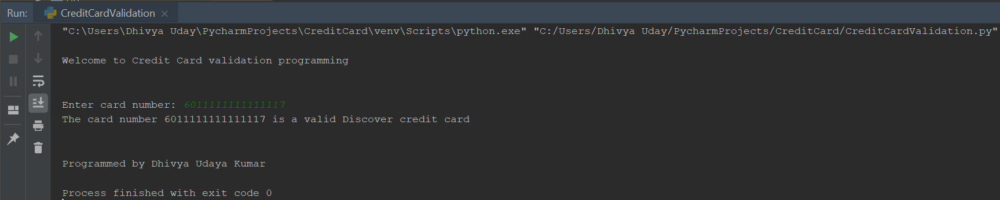 Run: CreditCardValidation
"C:\Users\Dhivya Uday\PycharmProjects\CreditCard\venv\Scripts\python.exe" "C:/Users/Dhivya Uday/PycharmProjects/CreditCard/CreditCardValidation.py"
Welcome to Credit Card validation programming
Enter card number: 6011111111111117
The card number 6011111111111117 is a valid Discover credit card
Programmed by Dhivya Udaya Kumar
Process finished with exit code 0